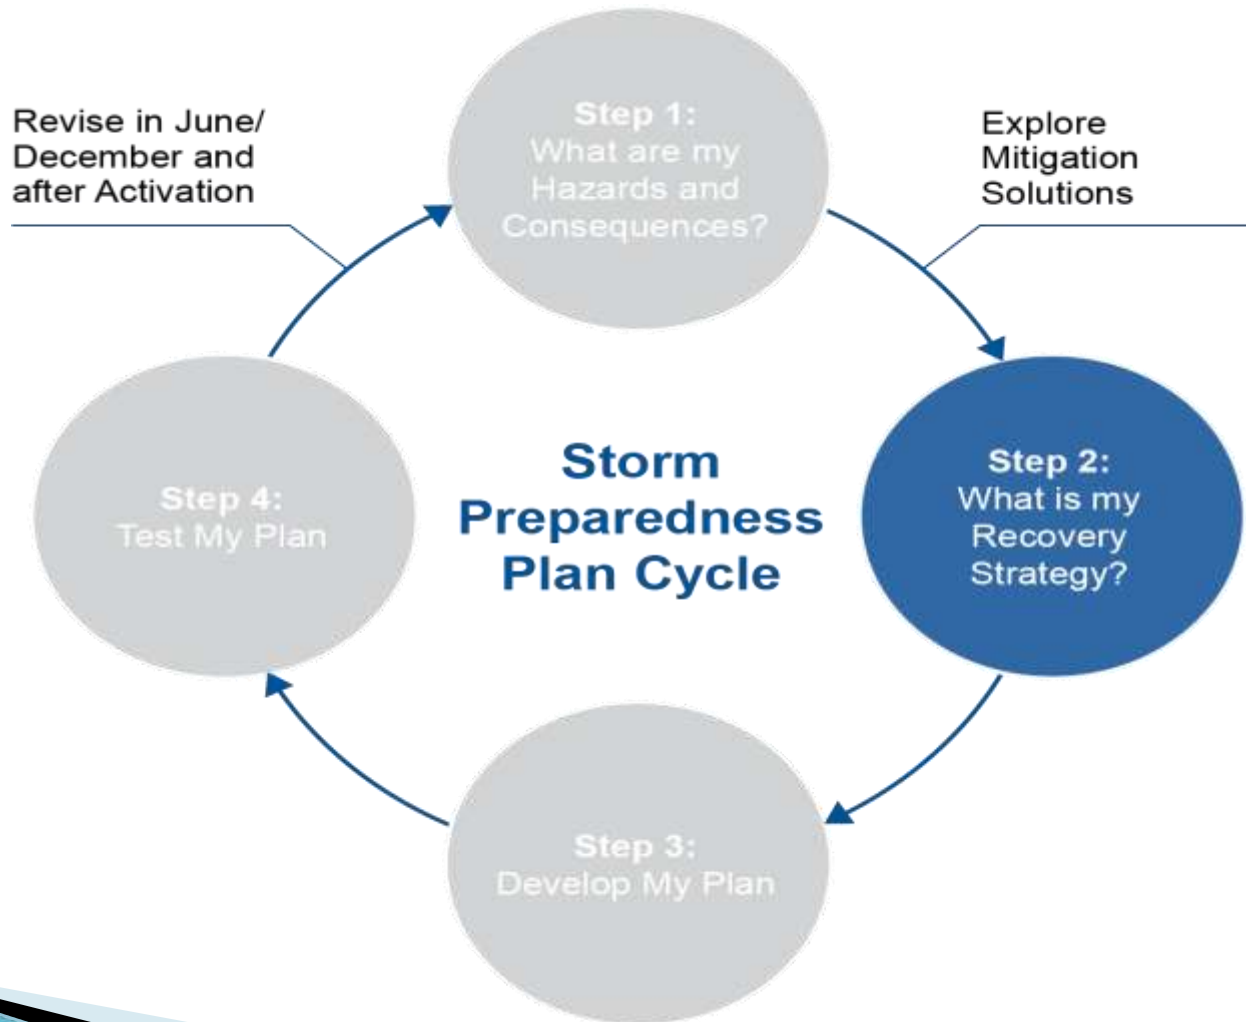 Step 1:
What are my
Hazards and
Consequences?
Revise in June/
December and
after Activation
Explore
Mitigation
Solutions
Step 2:
What is my
Recovery
Strategy?
Storm
Preparedness
Plan Cycle
Step 4:
Test My Plan
Step 3:
Develop My Plan